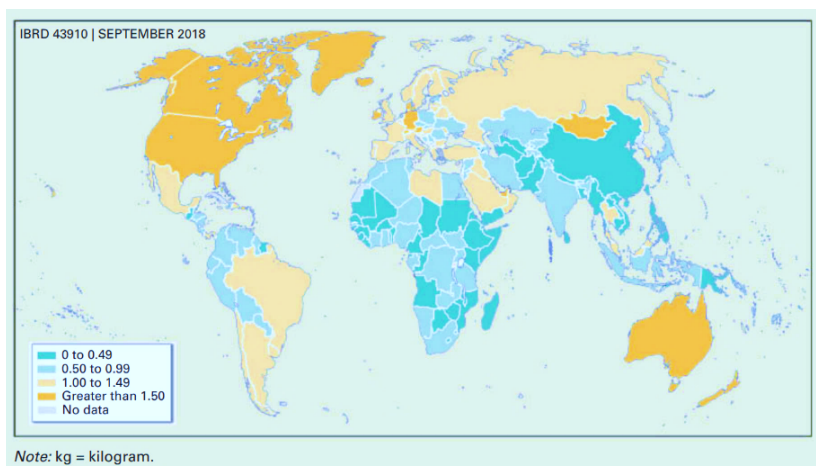 IBRD 43910 | SEPTEMBER 2018
0 to 0.49
0.50 to 0.99
1.00 to 1.49
Greater than 1.50
No data
Note: kg = kilogram.